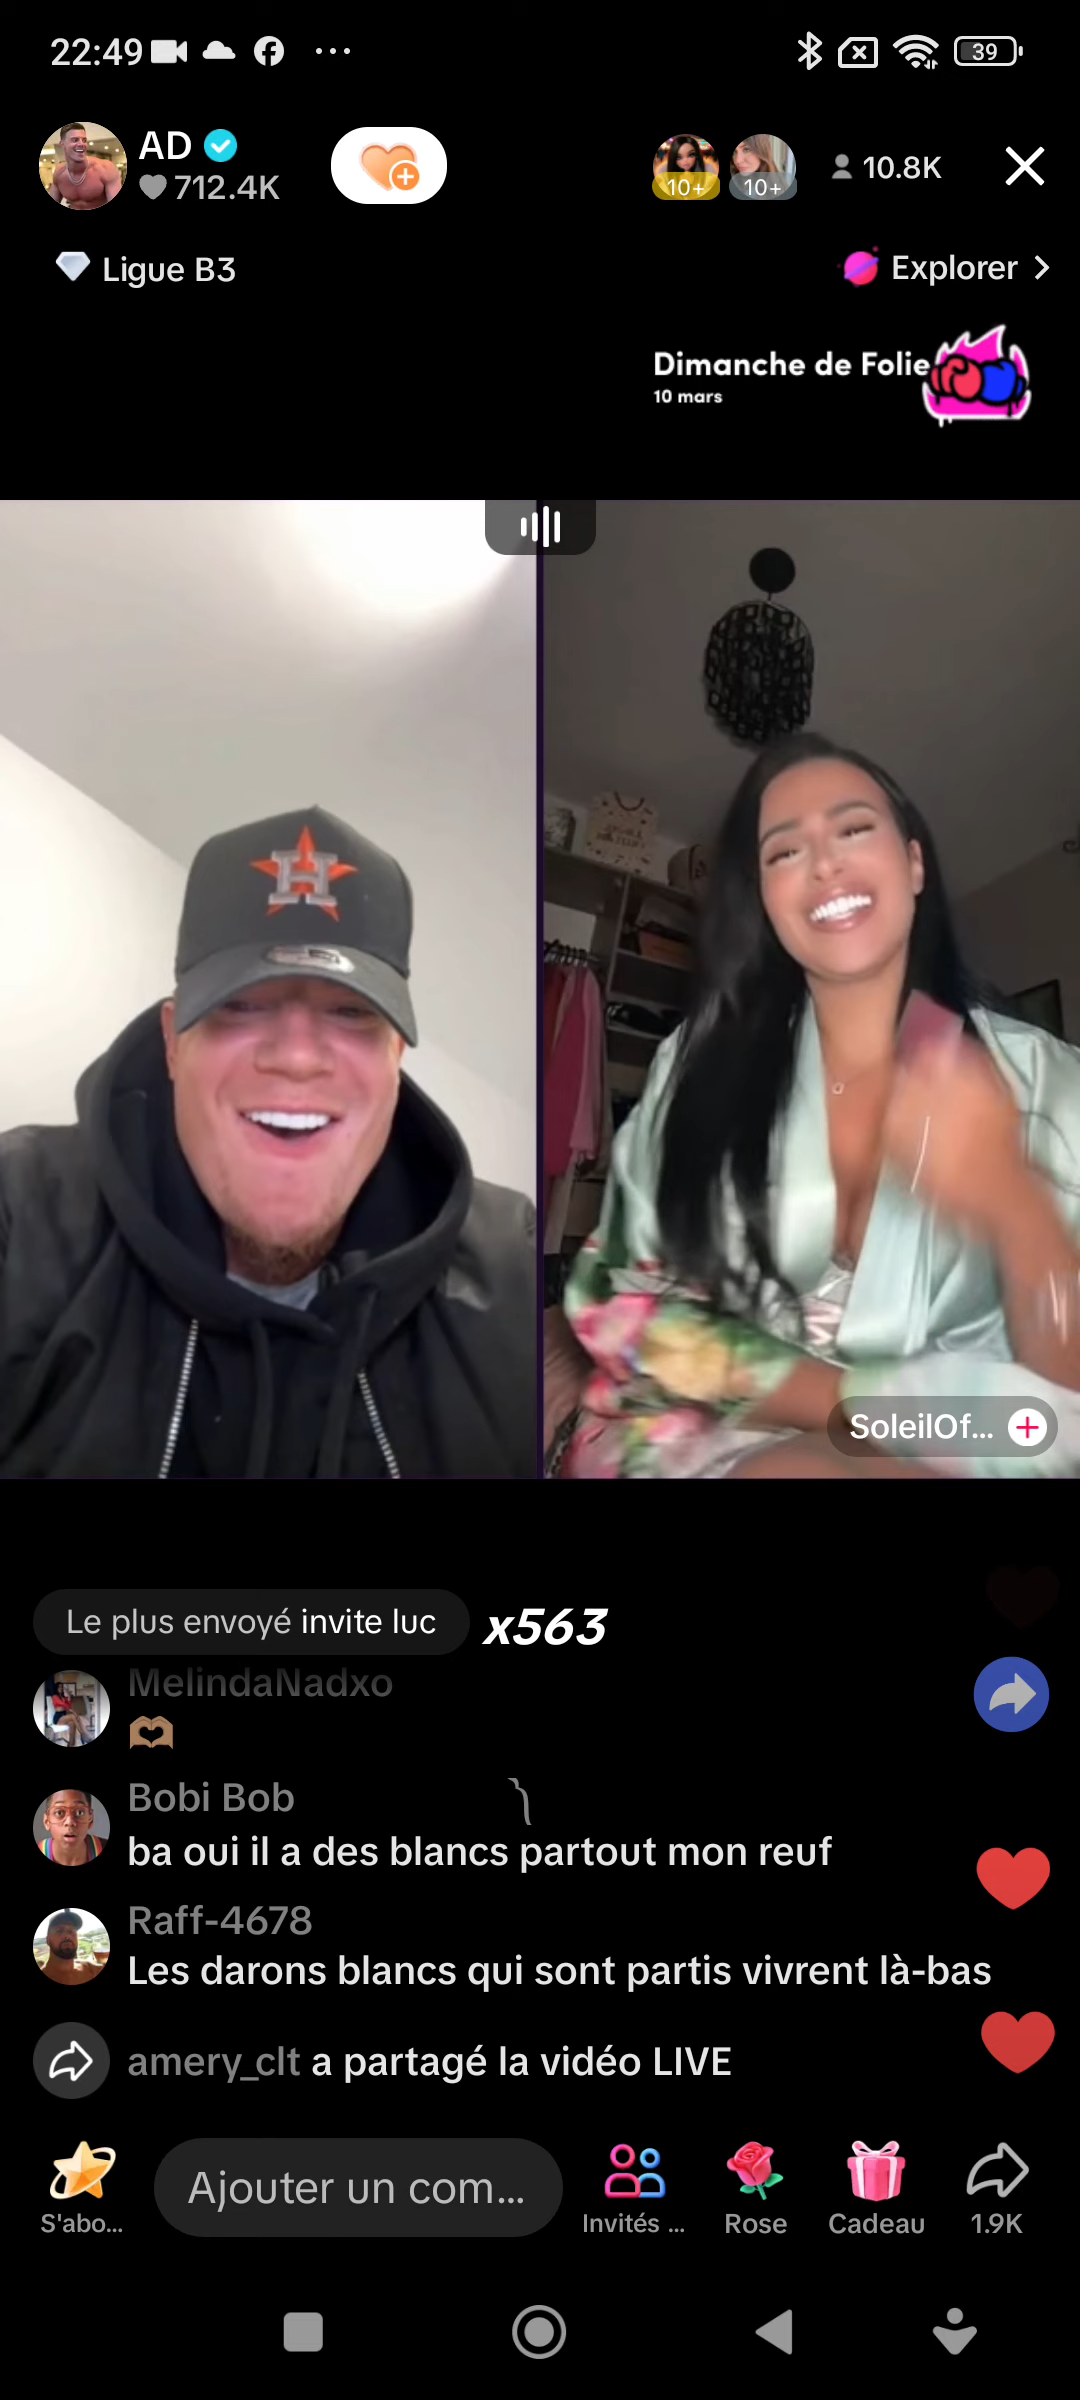 22:49
39
AD
712.4K
10+
10+
10.8K
Ligue B3
Explorer
Dimanche de Folie
10 mars
H
SoleilOf...
Le plus envoyé invite luc x563
MelindaNadxo
Bobi Bob
ba oui il a des blancs partout mon reuf
Raff-4678
Les darons blancs qui sont partis vivrent là-bas
amery_clt a partagé la vidéo LIVE
Ajouter un com...
S'abo...
Invités ...
Rose
Cadeau
1.9K